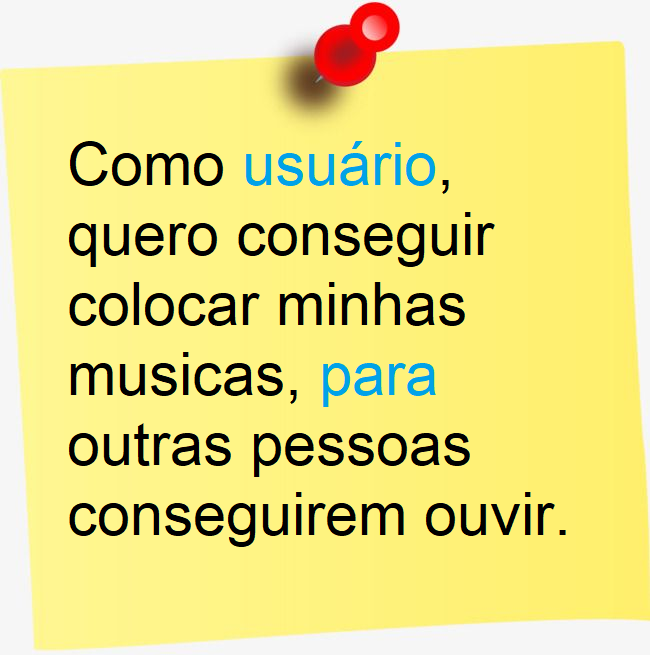 Como usuário,
quero conseguir
colocar minhas
musicas, para
outras pessoas
conseguirem ouvir.